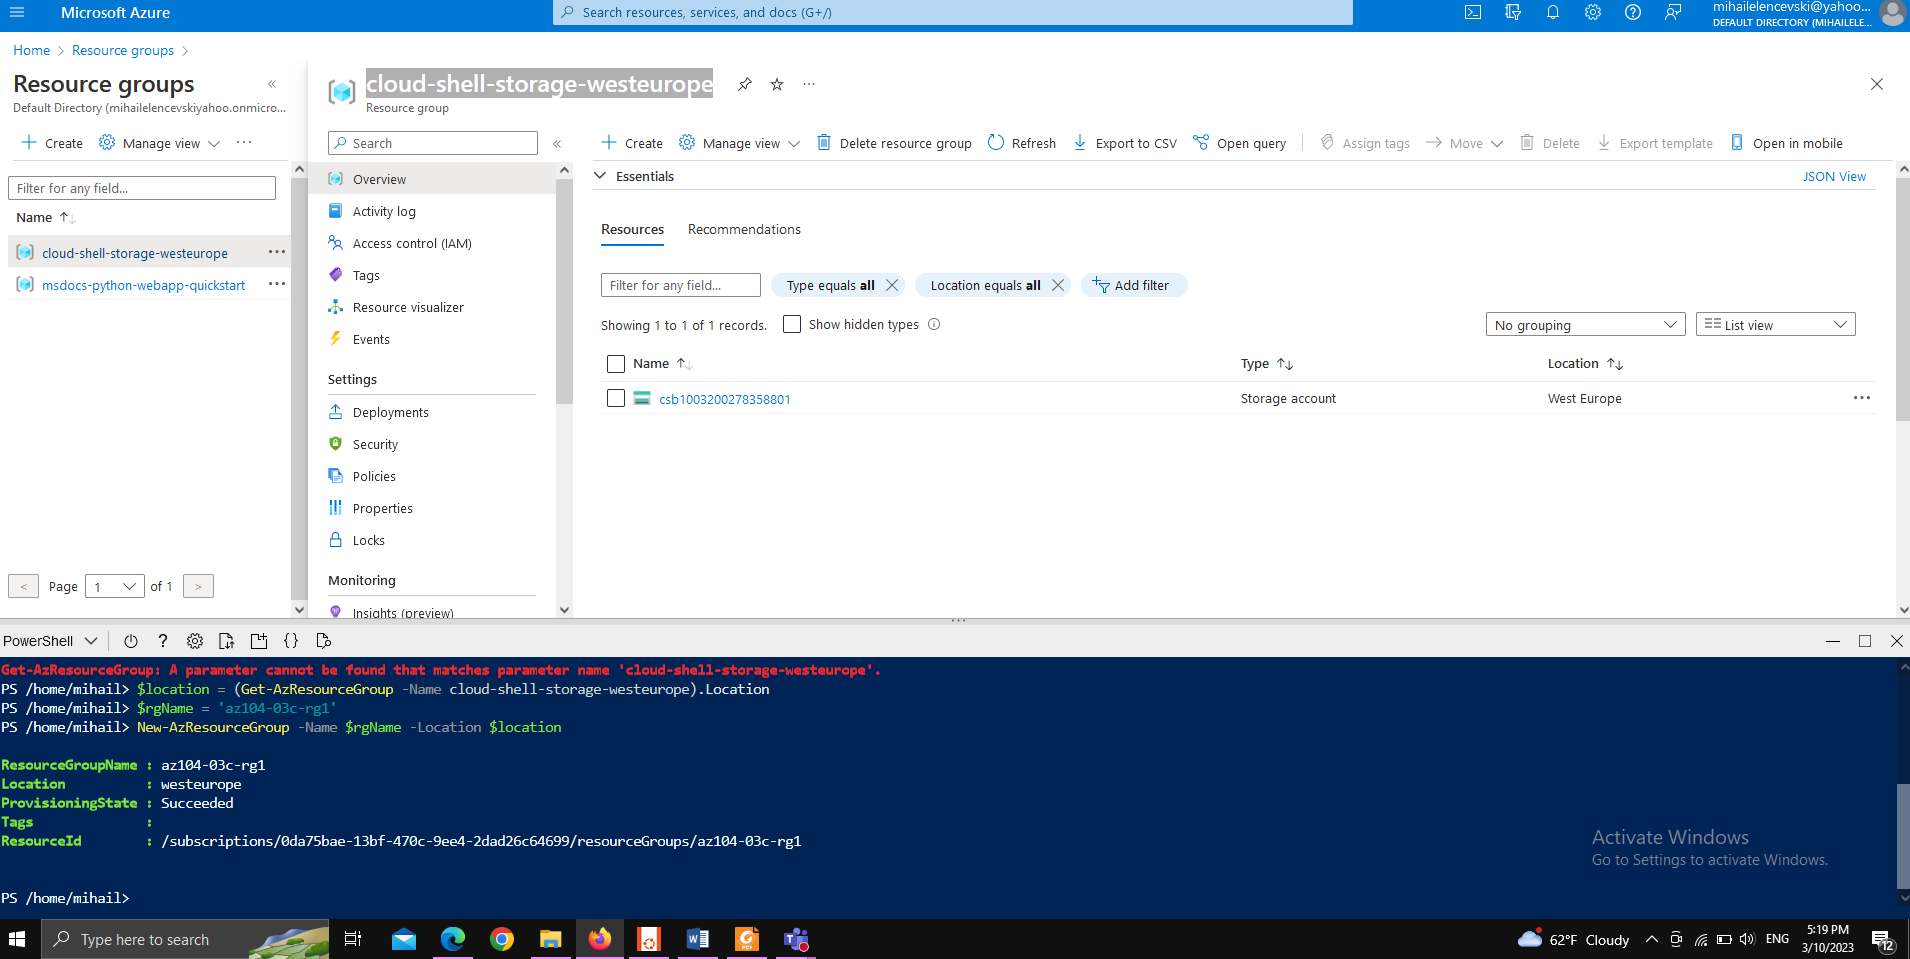 Microsoft Azure
Search resources, services, and docs (G+/)
mihailelencevski@yahoo...
DEFAULT DIRECTORY (MIHAILELE...
Home > Resource groups >
Resource groups
Default Directory (mihailelencevskiyahoo.onmicro...
Create
Manage view
Filter for any field...
Name
cloud-shell-storage-westeurope
msdocs-python-webapp-quickstart
< Page 1 of 1 >
cloud-shell-storage-westeurope
Resource group
Search
Overview
Activity log
Access control (IAM)
Tags
Resource visualizer
Events
Settings
Deployments
Security
Policies
Properties
Locks
Monitoring
Insights (preview)
Create Manage view Delete resource group Refresh Export to CSV Open query Assign tags Move Delete Export template Open in mobile
Essentials
JSON View
Resources Recommendations
Filter for any field... Type equals all Location equals all Add filter
Showing 1 to 1 of 1 records. Show hidden types
No grouping List view
Name Type Location
csb1003200278358801 Storage account West Europe
PowerShell
Get-AzResourceGroup: A parameter cannot be found that matches parameter name 'cloud-shell-storage-westeurope'.
PS /home/mihail> $location = (Get-AzResourceGroup -Name cloud-shell-storage-westeurope).Location
PS /home/mihail> $rgName = 'az104-03c-rg1'
PS /home/mihail> New-AzResourceGroup -Name $rgName -Location $location
ResourceGroupName : az104-03c-rg1
Location : westeurope
ProvisioningState : Succeeded
Tags :
ResourceId : /subscriptions/0da75bae-13bf-470c-9ee4-2dad26c64699/resourceGroups/az104-03c-rg1
PS /home/mihail>
Activate Windows
Go to Settings to activate Windows.
Type here to search
62°F Cloudy
ENG
5:19 PM
3/10/2023
12